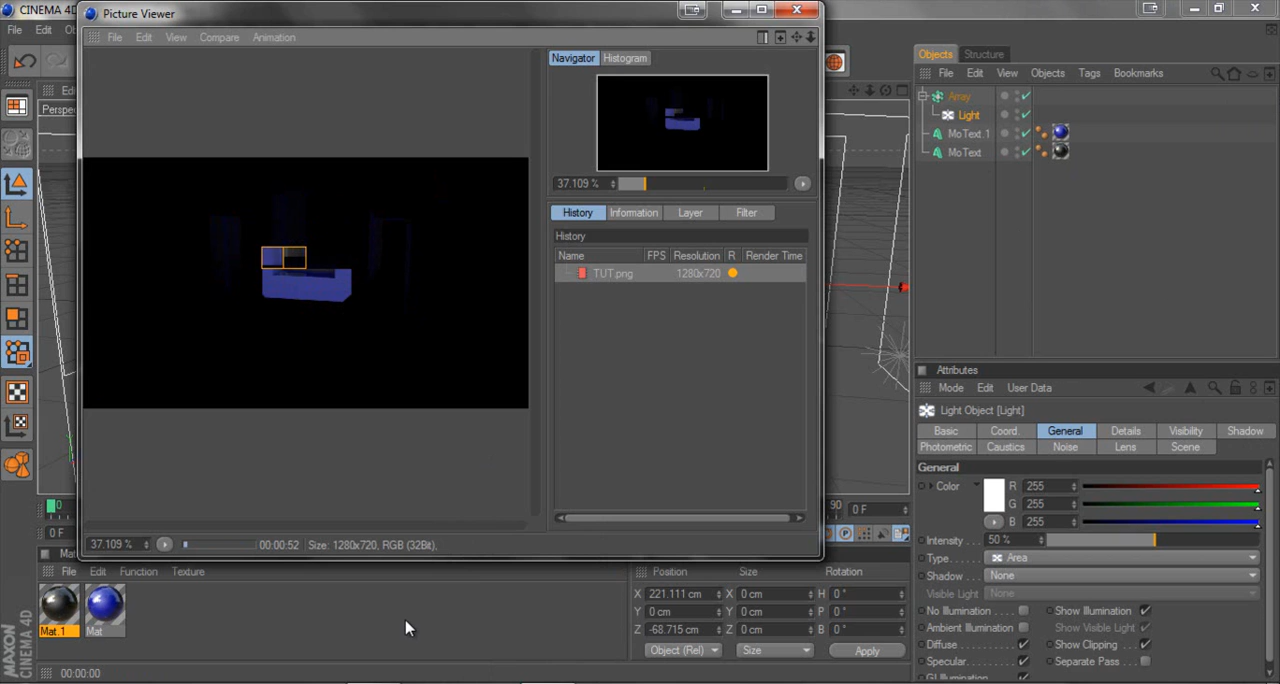 CINEMA 4D
Picture Viewer
File Edit
File Edit View Compare Animation
Navigator Histogram
Objects Structure
File Edit View Objects Tags Bookmarks
Array
Light
MoText.1
MoText
37.109 %
History Information Layer Filter
History
Name FPS Resolution R Render Time
TUT.png 1280x720
Attributes
Mode Edit User Data
Light Object [Light]
Basic Coord. General Details Visibility Shadow
Photometric Caustics Noise Lens Scene
General
Color R 255
G 255
B 255
Intensity 50 %
Type Area
Shadow None
Visible Light None
No Illumination Show Illumination
Ambient Illumination Show Visible Light
Diffuse Show Clipping
Specular Separate Pass
GI Illumination
0
90 0 F
0 F
37.109 % 00:00:52 Size: 1280x720, RGB (32Bit),
File Edit Function Texture
Mat.1 Mat
Position Size Rotation
X 221.111 cm X 0 cm H 0 °
Y 0 cm Y 0 cm P 0 °
Z -68.715 cm Z 0 cm B 0 °
Object (Rel) Size Apply
MAXON
CINEMA 4D
00:00:00